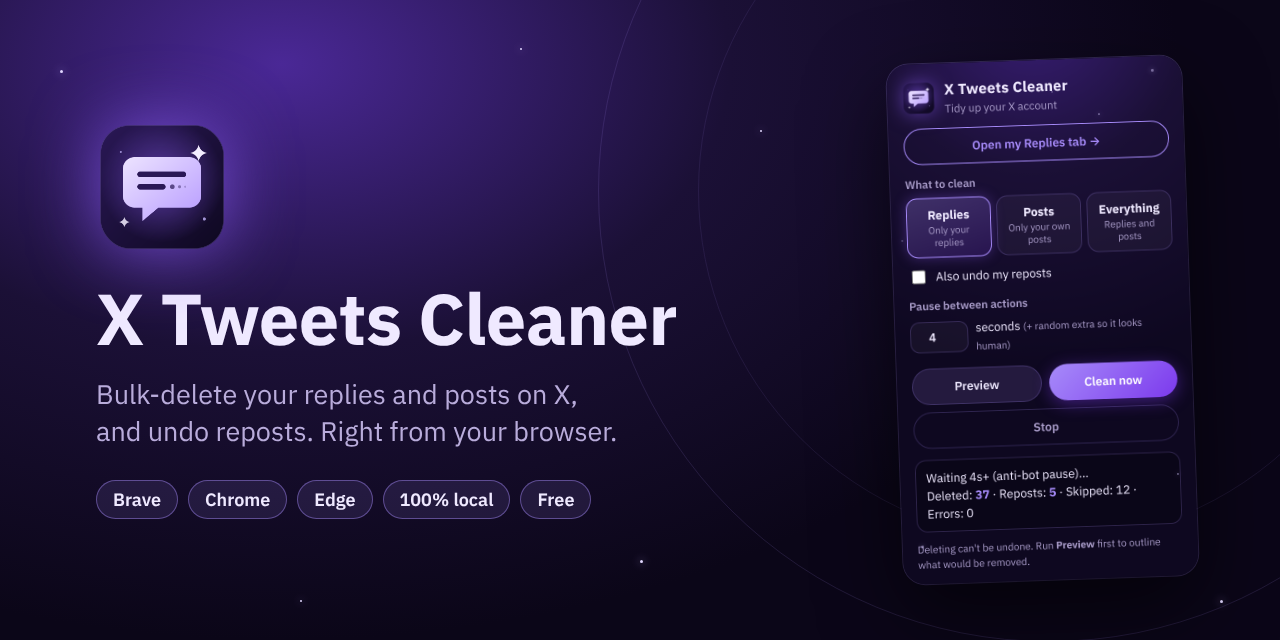 X Tweets Cleaner
Bulk-delete your replies and posts on X,
and undo reposts. Right from your browser.
Brave
Chrome
Edge
100% local
Free
X Tweets Cleaner
Tidy up your X account
Open my Replies tab →
What to clean
Replies
Only your
replies
Posts
Only your own
posts
Everything
Replies and
posts
Also undo my reposts
Pause between actions
4
seconds (+ random extra so it looks
human)
Preview
Clean now
Stop
Waiting 4s+ (anti-bot pause)…
Deleted: 37 · Reposts: 5 · Skipped: 12 ·
Errors: 0
Deleting can't be undone. Run Preview first to outline
what would be removed.